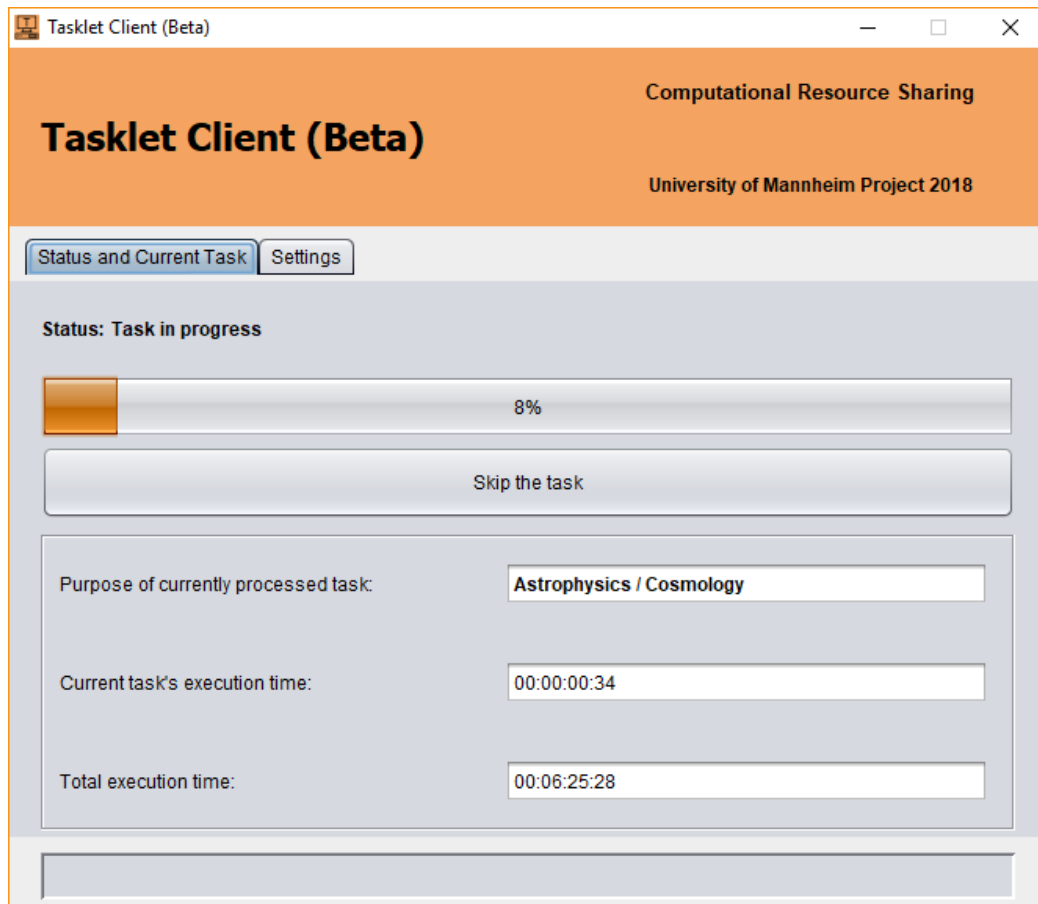 Tasklet Client (Beta)
Computational Resource Sharing
Tasklet Client (Beta)
University of Mannheim Project 2018
Status and Current Task Settings
Status: Task in progress
8%
Skip the task
Purpose of currently processed task: Astrophysics / Cosmology
Current task's execution time: 00:00:00:34
Total execution time: 00:06:25:28